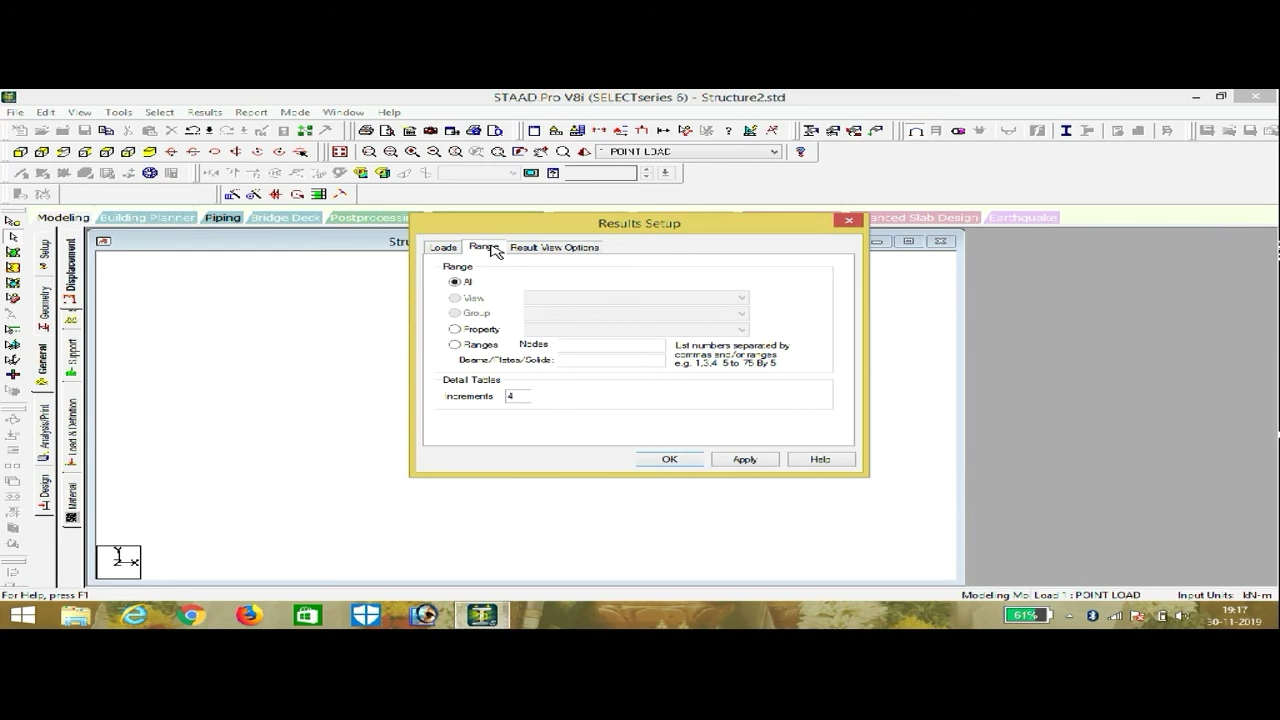 STAAD.Pro V8i (SELECTseries 6) - Structure2.std
File Edit View Tools Select Results Report Mode Window Help
1 : POINT LOAD
Modeling Building Planner Piping Bridge Deck Postprocessing
anced Slab Design Earthquake
Results Setup
Loads Range Result View Options
Range
All
View
Group
Property
Ranges Nodes
Beams/Plates/Solids:
List numbers separated by
commas and/or ranges
e.g. 1,3,4 5 to 75 By 5
Detail Tables
Increments 4
OK Apply Help
Setup
Geometry
General
Analysis/Print
Design
Displacement
Support
Load & Definition
Material
Y
Z X
For Help, press F1
Modeling Mo Load 1 : POINT LOAD Input Units: kN-m
61%
19:17
30-11-2019